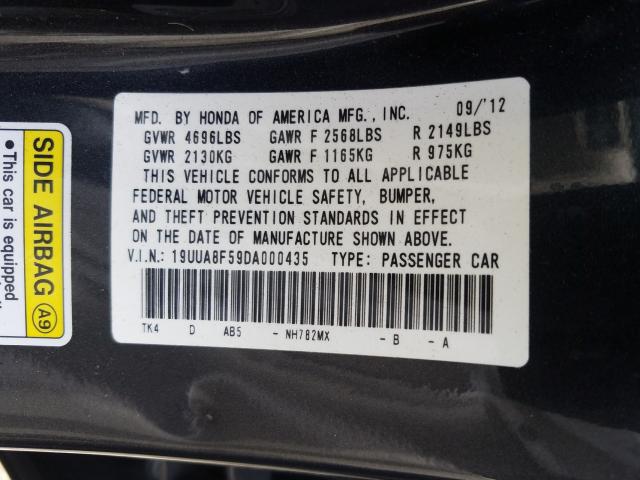 MFD. BY HONDA OF AMERICA MFG., INC. 09/'12
GVWR 4696LBS GAWR F 2568LBS R 2149LBS
GVWR 2130KG GAWR F 1165KG R 975KG
THIS VEHICLE CONFORMS TO ALL APPLICABLE
FEDERAL MOTOR VEHICLE SAFETY, BUMPER,
AND THEFT PREVENTION STANDARDS IN EFFECT
ON THE DATE OF MANUFACTURE SHOWN ABOVE.
V.I.N.: 19UUA8F59DA000435 TYPE: PASSENGER CAR
TK4 D AB5 - NH782MX - B - A
SIDE AIRBAG A9
• This car is equipped